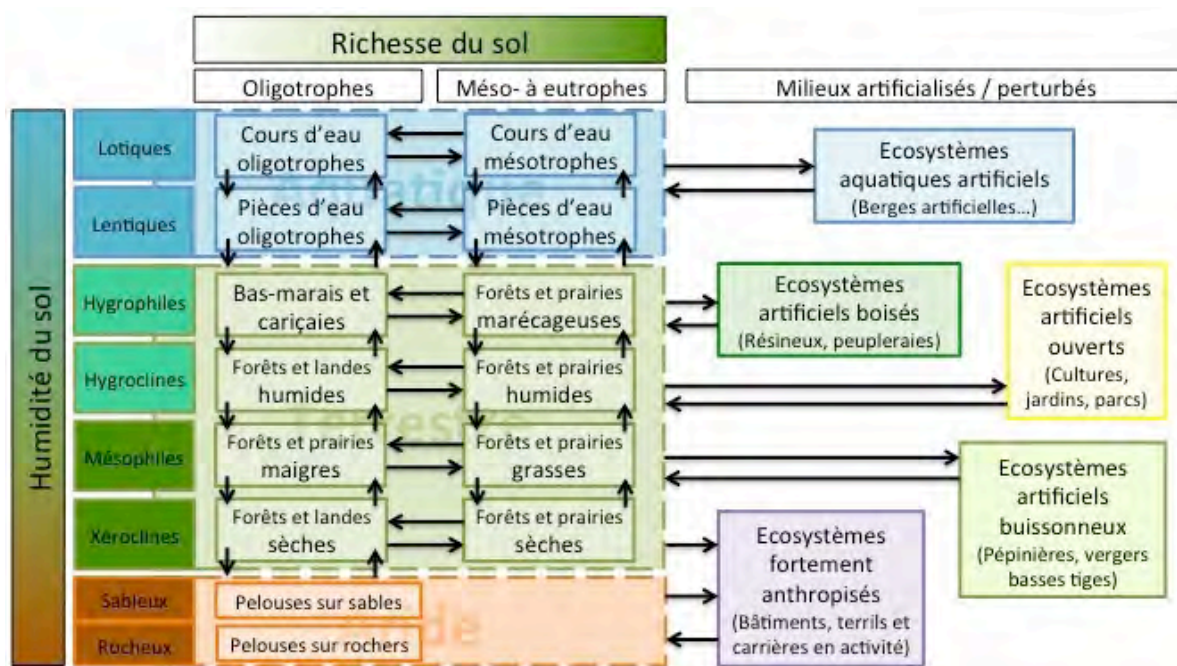 Richesse du sol
Oligotrophes
Méso- à eutrophes
Milieux artificialisés / perturbés
Humidité du sol
Lotiques
Cours d'eau
oligotrophes
Cours d'eau
mésotrophes
Ecosystèmes
aquatiques artificiels
(Berges artificielles...)
Aquatique
Lentiques
Pièces d'eau
oligotrophes
Pièces d'eau
mésotrophes
Hygrophiles
Bas-marais et
cariçaies
Forêts et prairies
marécageuses
Ecosystèmes
artificiels boisés
(Résineux, peupleraies)
Ecosystèmes
artificiels
ouverts
(Cultures,
jardins, parcs)
Hygroclines
Forêts et landes
humides
Forêts et prairies
humides
Terrestre
Mésophiles
Forêts et prairies
maigres
Forêts et prairies
grasses
Ecosystèmes
artificiels
buissonneux
(Pépinières, vergers
basses tiges)
Xéroclines
Forêts et landes
sèches
Forêts et prairies
sèches
Ecosystèmes
fortement
anthropisés
(Bâtiments, terrils et
carrières en activité)
Sableux
Pelouses sur sables
Rocheux
Pelouses sur rochers